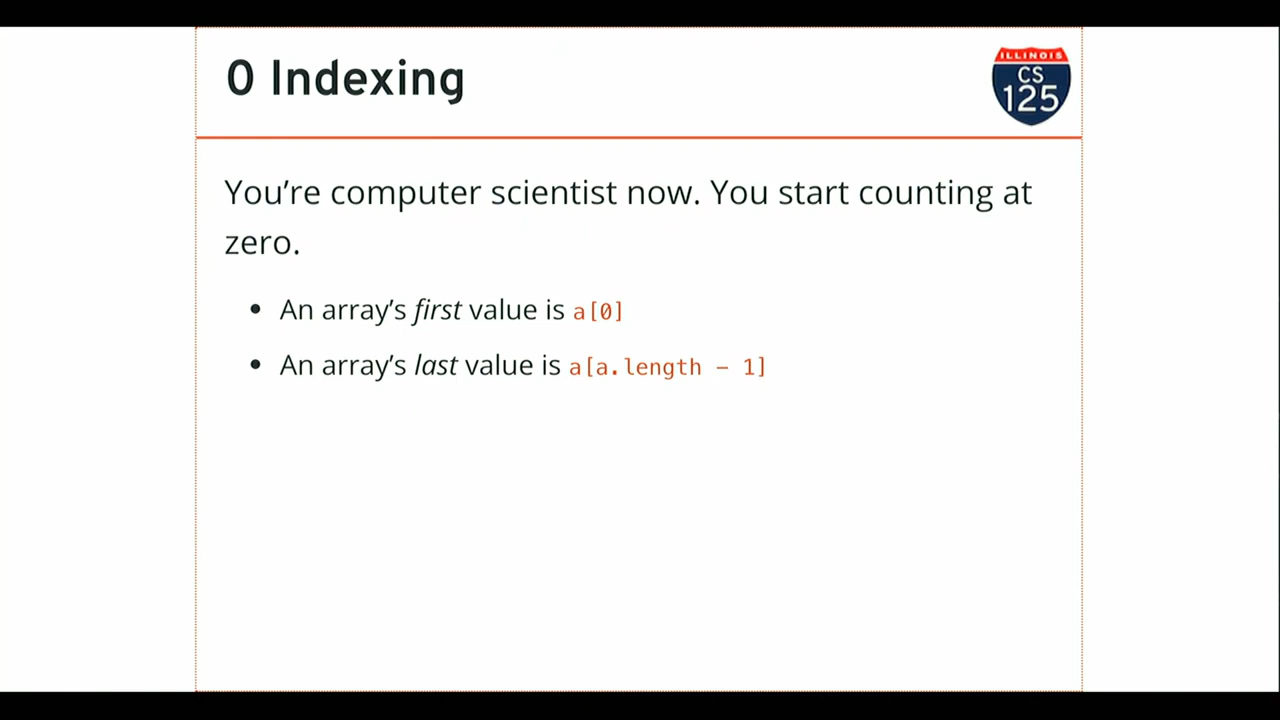 0 Indexing
ILLINOIS
CS
125
You're computer scientist now. You start counting at
zero.
• An array's first value is a[0]
• An array's last value is a[a.length - 1]